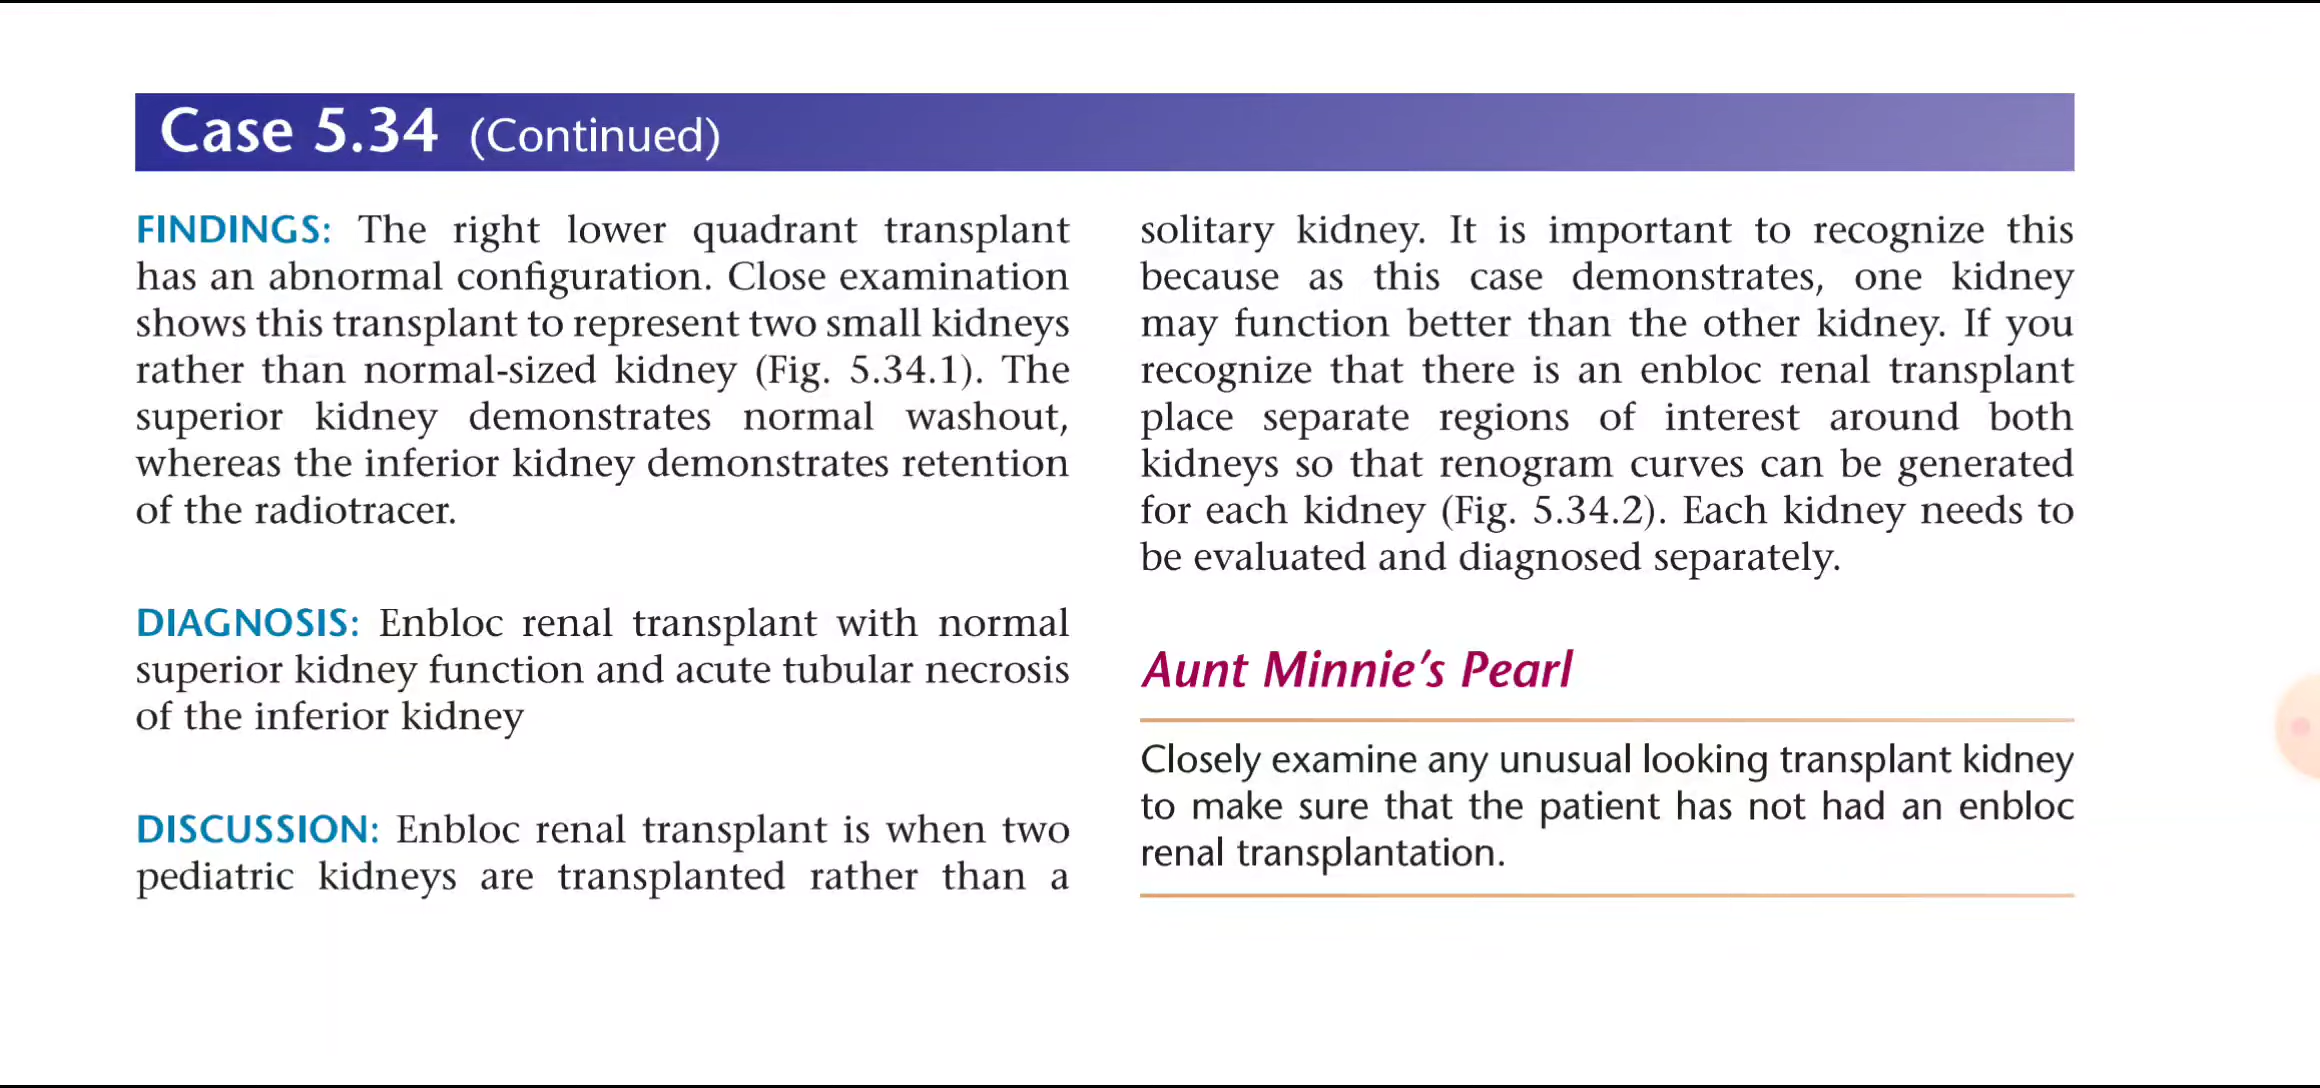 Case 5.34 (Continued)
FINDINGS: The right lower quadrant transplant
has an abnormal configuration. Close examination
shows this transplant to represent two small kidneys
rather than normal-sized kidney (Fig. 5.34.1). The
superior kidney demonstrates normal washout,
whereas the inferior kidney demonstrates retention
of the radiotracer.
DIAGNOSIS: Enbloc renal transplant with normal
superior kidney function and acute tubular necrosis
of the inferior kidney
DISCUSSION: Enbloc renal transplant is when two
pediatric kidneys are transplanted rather than a
solitary kidney. It is important to recognize this
because as this case demonstrates, one kidney
may function better than the other kidney. If you
recognize that there is an enbloc renal transplant
place separate regions of interest around both
kidneys so that renogram curves can be generated
for each kidney (Fig. 5.34.2). Each kidney needs to
be evaluated and diagnosed separately.
Aunt Minnie's Pearl
Closely examine any unusual looking transplant kidney
to make sure that the patient has not had an enbloc
renal transplantation.